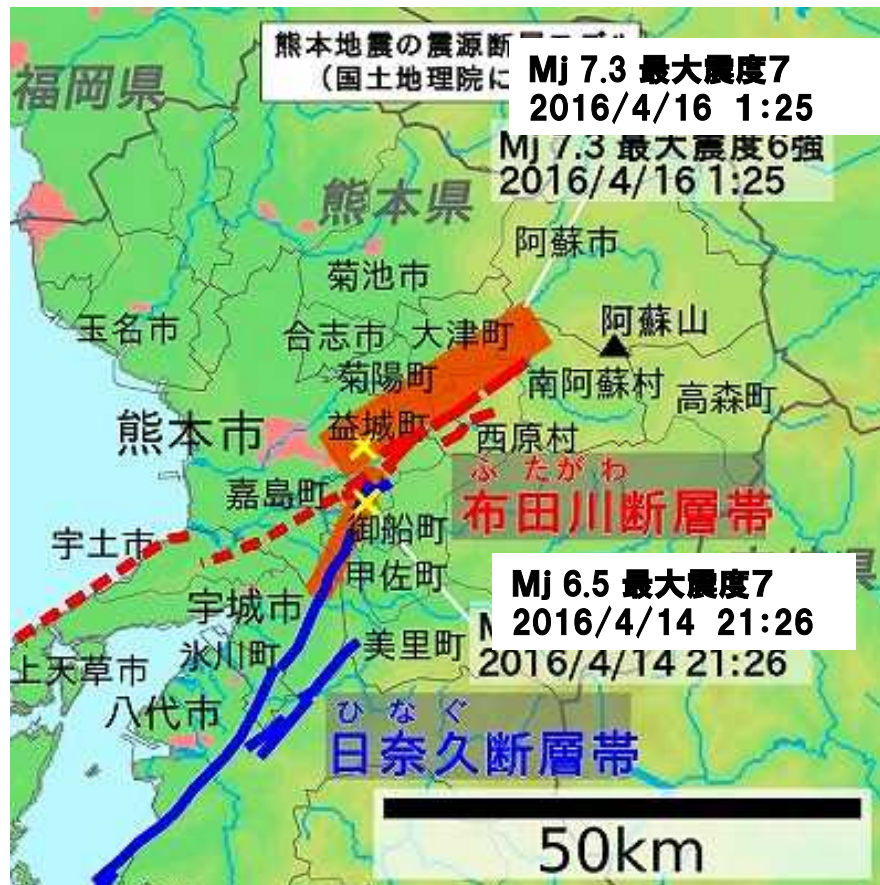 熊本地震の震源断
（国土地理院に
Mj 7.3 最大震度7
2016/4/16 1:25
Mj 7.3 最大震度6強
2016/4/16 1:25
福岡県
熊本県
阿蘇市
菊池市
玉名市
合志市
大津町
阿蘇山
菊陽町
南阿蘇村
高森町
熊本市
益城町
西原村
ふたがわ
布田川断層帯
嘉島町
御船町
宇土市
県
甲佐町
Mj 6.5 最大震度7
2016/4/14 21:26
宇城市
美里町
2016/4/14 21:26
上天草市
氷川町
八代市
ひなぐ
日奈久断層帯
50km